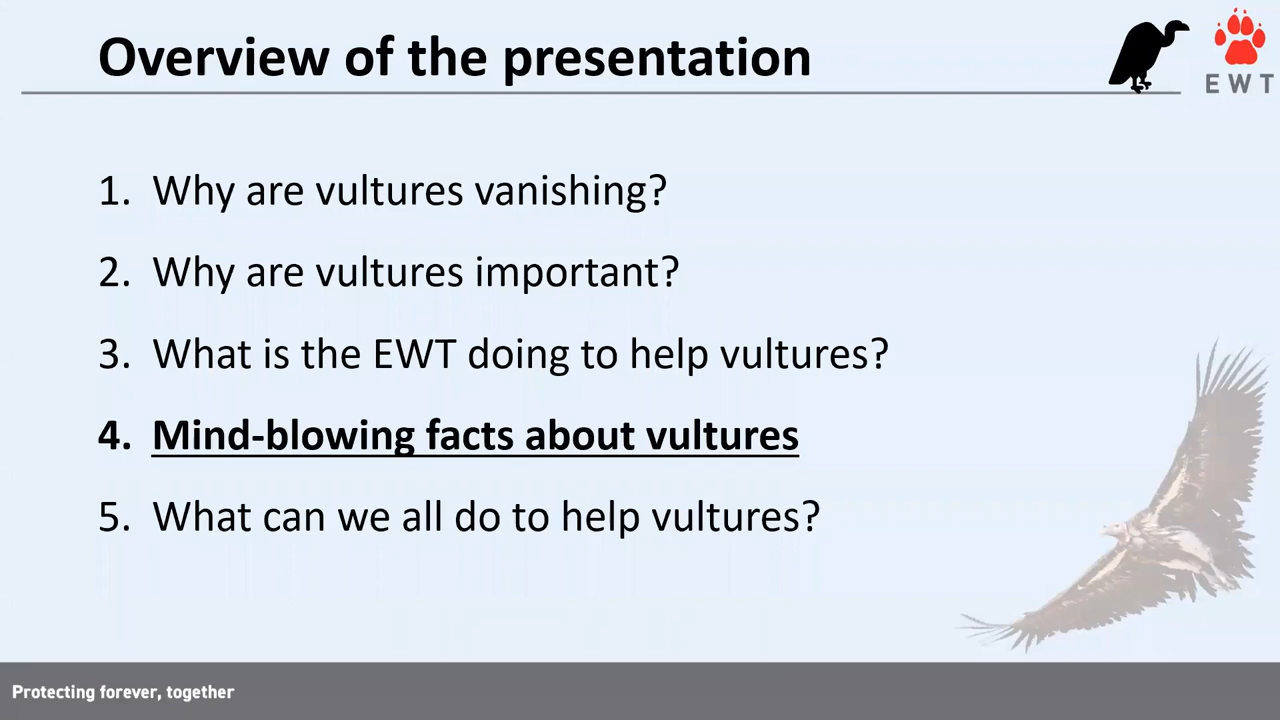 Overview of the presentation
EWT
1. Why are vultures vanishing?
2. Why are vultures important?
3. What is the EWT doing to help vultures?
4. Mind-blowing facts about vultures
5. What can we all do to help vultures?
Protecting forever, together